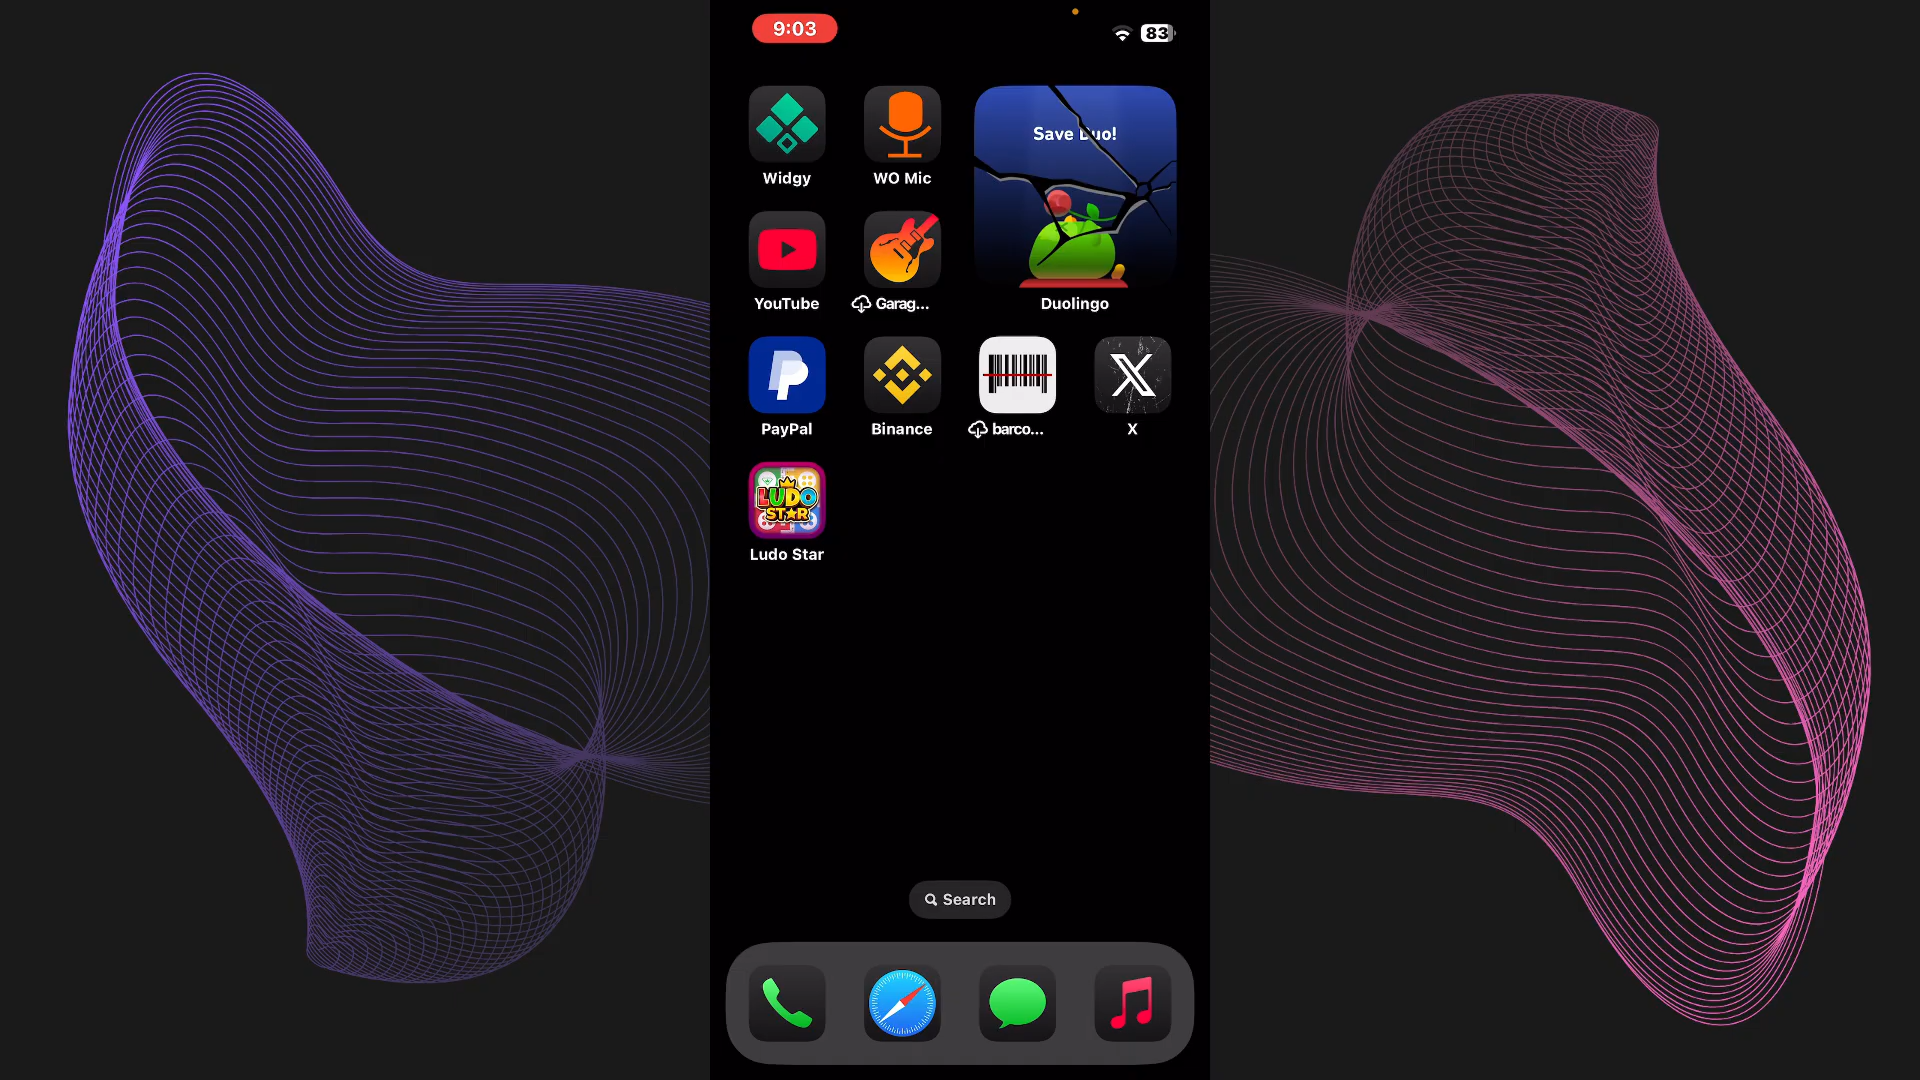 9:03
83
Save Duo!
Widgy
WO Mic
YouTube
Garag...
Duolingo
PayPal
Binance
barco...
X
LUDO
STAR
Ludo Star
Search